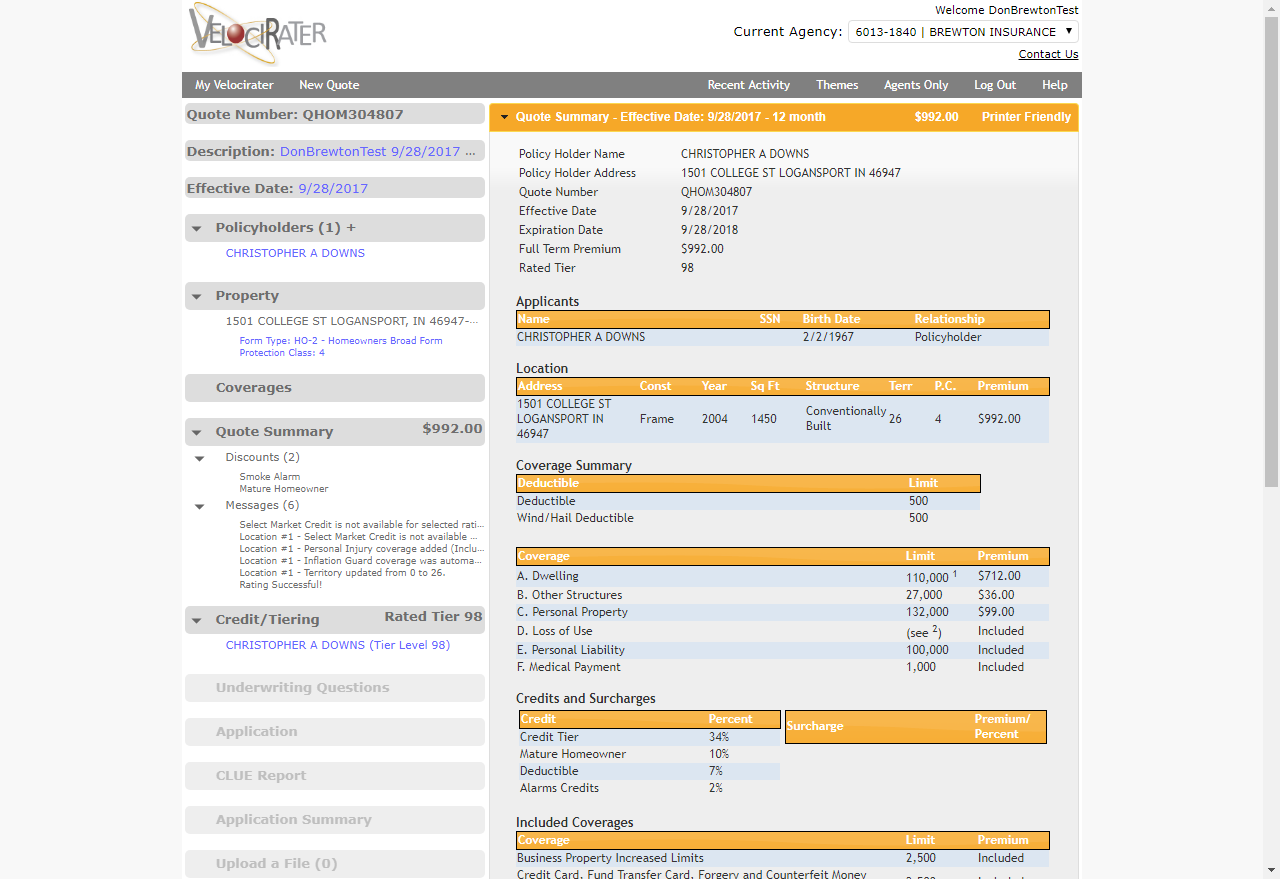 VELOCIRATER
Welcome DonBrewtonTest
Current Agency: 6013-1840 | BREWTON INSURANCE
Contact Us
My Velocirater New Quote Recent Activity Themes Agents Only Log Out Help
Quote Number: QHOM304807
Description: DonBrewtonTest 9/28/2017 ...
Effective Date: 9/28/2017
Policyholders (1) +
CHRISTOPHER A DOWNS
Property
1501 COLLEGE ST LOGANSPORT, IN 46947-...
Form Type: HO-2 - Homeowners Broad Form
Protection Class: 4
Coverages
Quote Summary $992.00
Discounts (2)
Smoke Alarm
Mature Homeowner
Messages (6)
Select Market Credit is not available for selected rati...
Location #1 - Select Market Credit is not available ...
Location #1 - Personal Injury coverage added (Inclu...
Location #1 - Inflation Guard coverage was automa...
Location #1 - Territory updated from 0 to 26.
Rating Successful!
Credit/Tiering Rated Tier 98
CHRISTOPHER A DOWNS (Tier Level 98)
Underwriting Questions
Application
CLUE Report
Application Summary
Upload a File (0)
Quote Summary - Effective Date: 9/28/2017 - 12 month $992.00 Printer Friendly
Policy Holder Name CHRISTOPHER A DOWNS
Policy Holder Address 1501 COLLEGE ST LOGANSPORT IN 46947
Quote Number QHOM304807
Effective Date 9/28/2017
Expiration Date 9/28/2018
Full Term Premium $992.00
Rated Tier 98
Applicants
Name SSN Birth Date Relationship
CHRISTOPHER A DOWNS 2/2/1967 Policyholder
Location
Address Const Year Sq Ft Structure Terr P.C. Premium
1501 COLLEGE ST LOGANSPORT IN 46947 Frame 2004 1450 Conventionally Built 26 4 $992.00
Coverage Summary
Deductible Limit
Deductible 500
Wind/Hail Deductible 500
Coverage Limit Premium
A. Dwelling 110,000 1 $712.00
B. Other Structures 27,000 $36.00
C. Personal Property 132,000 $99.00
D. Loss of Use (see 2) Included
E. Personal Liability 100,000 Included
F. Medical Payment 1,000 Included
Credits and Surcharges
Credit Percent
Credit Tier 34%
Mature Homeowner 10%
Deductible 7%
Alarms Credits 2%
Surcharge Premium/ Percent
Included Coverages
Coverage Limit Premium
Business Property Increased Limits 2,500 Included
Credit Card, Fund Transfer Card, Forgery and Counterfeit Money